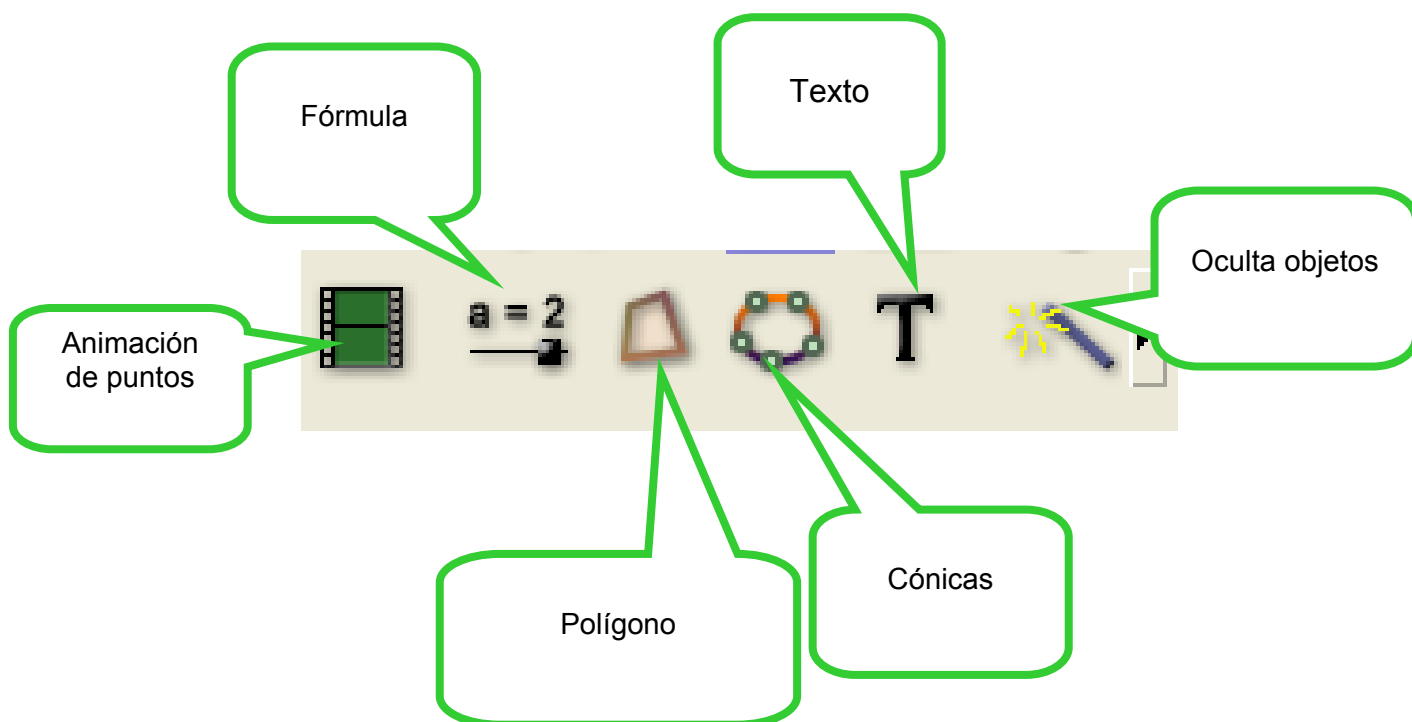 Fórmula
Texto
Oculta objetos
Animación
de puntos
a = 2
T
Polígono
Cónicas